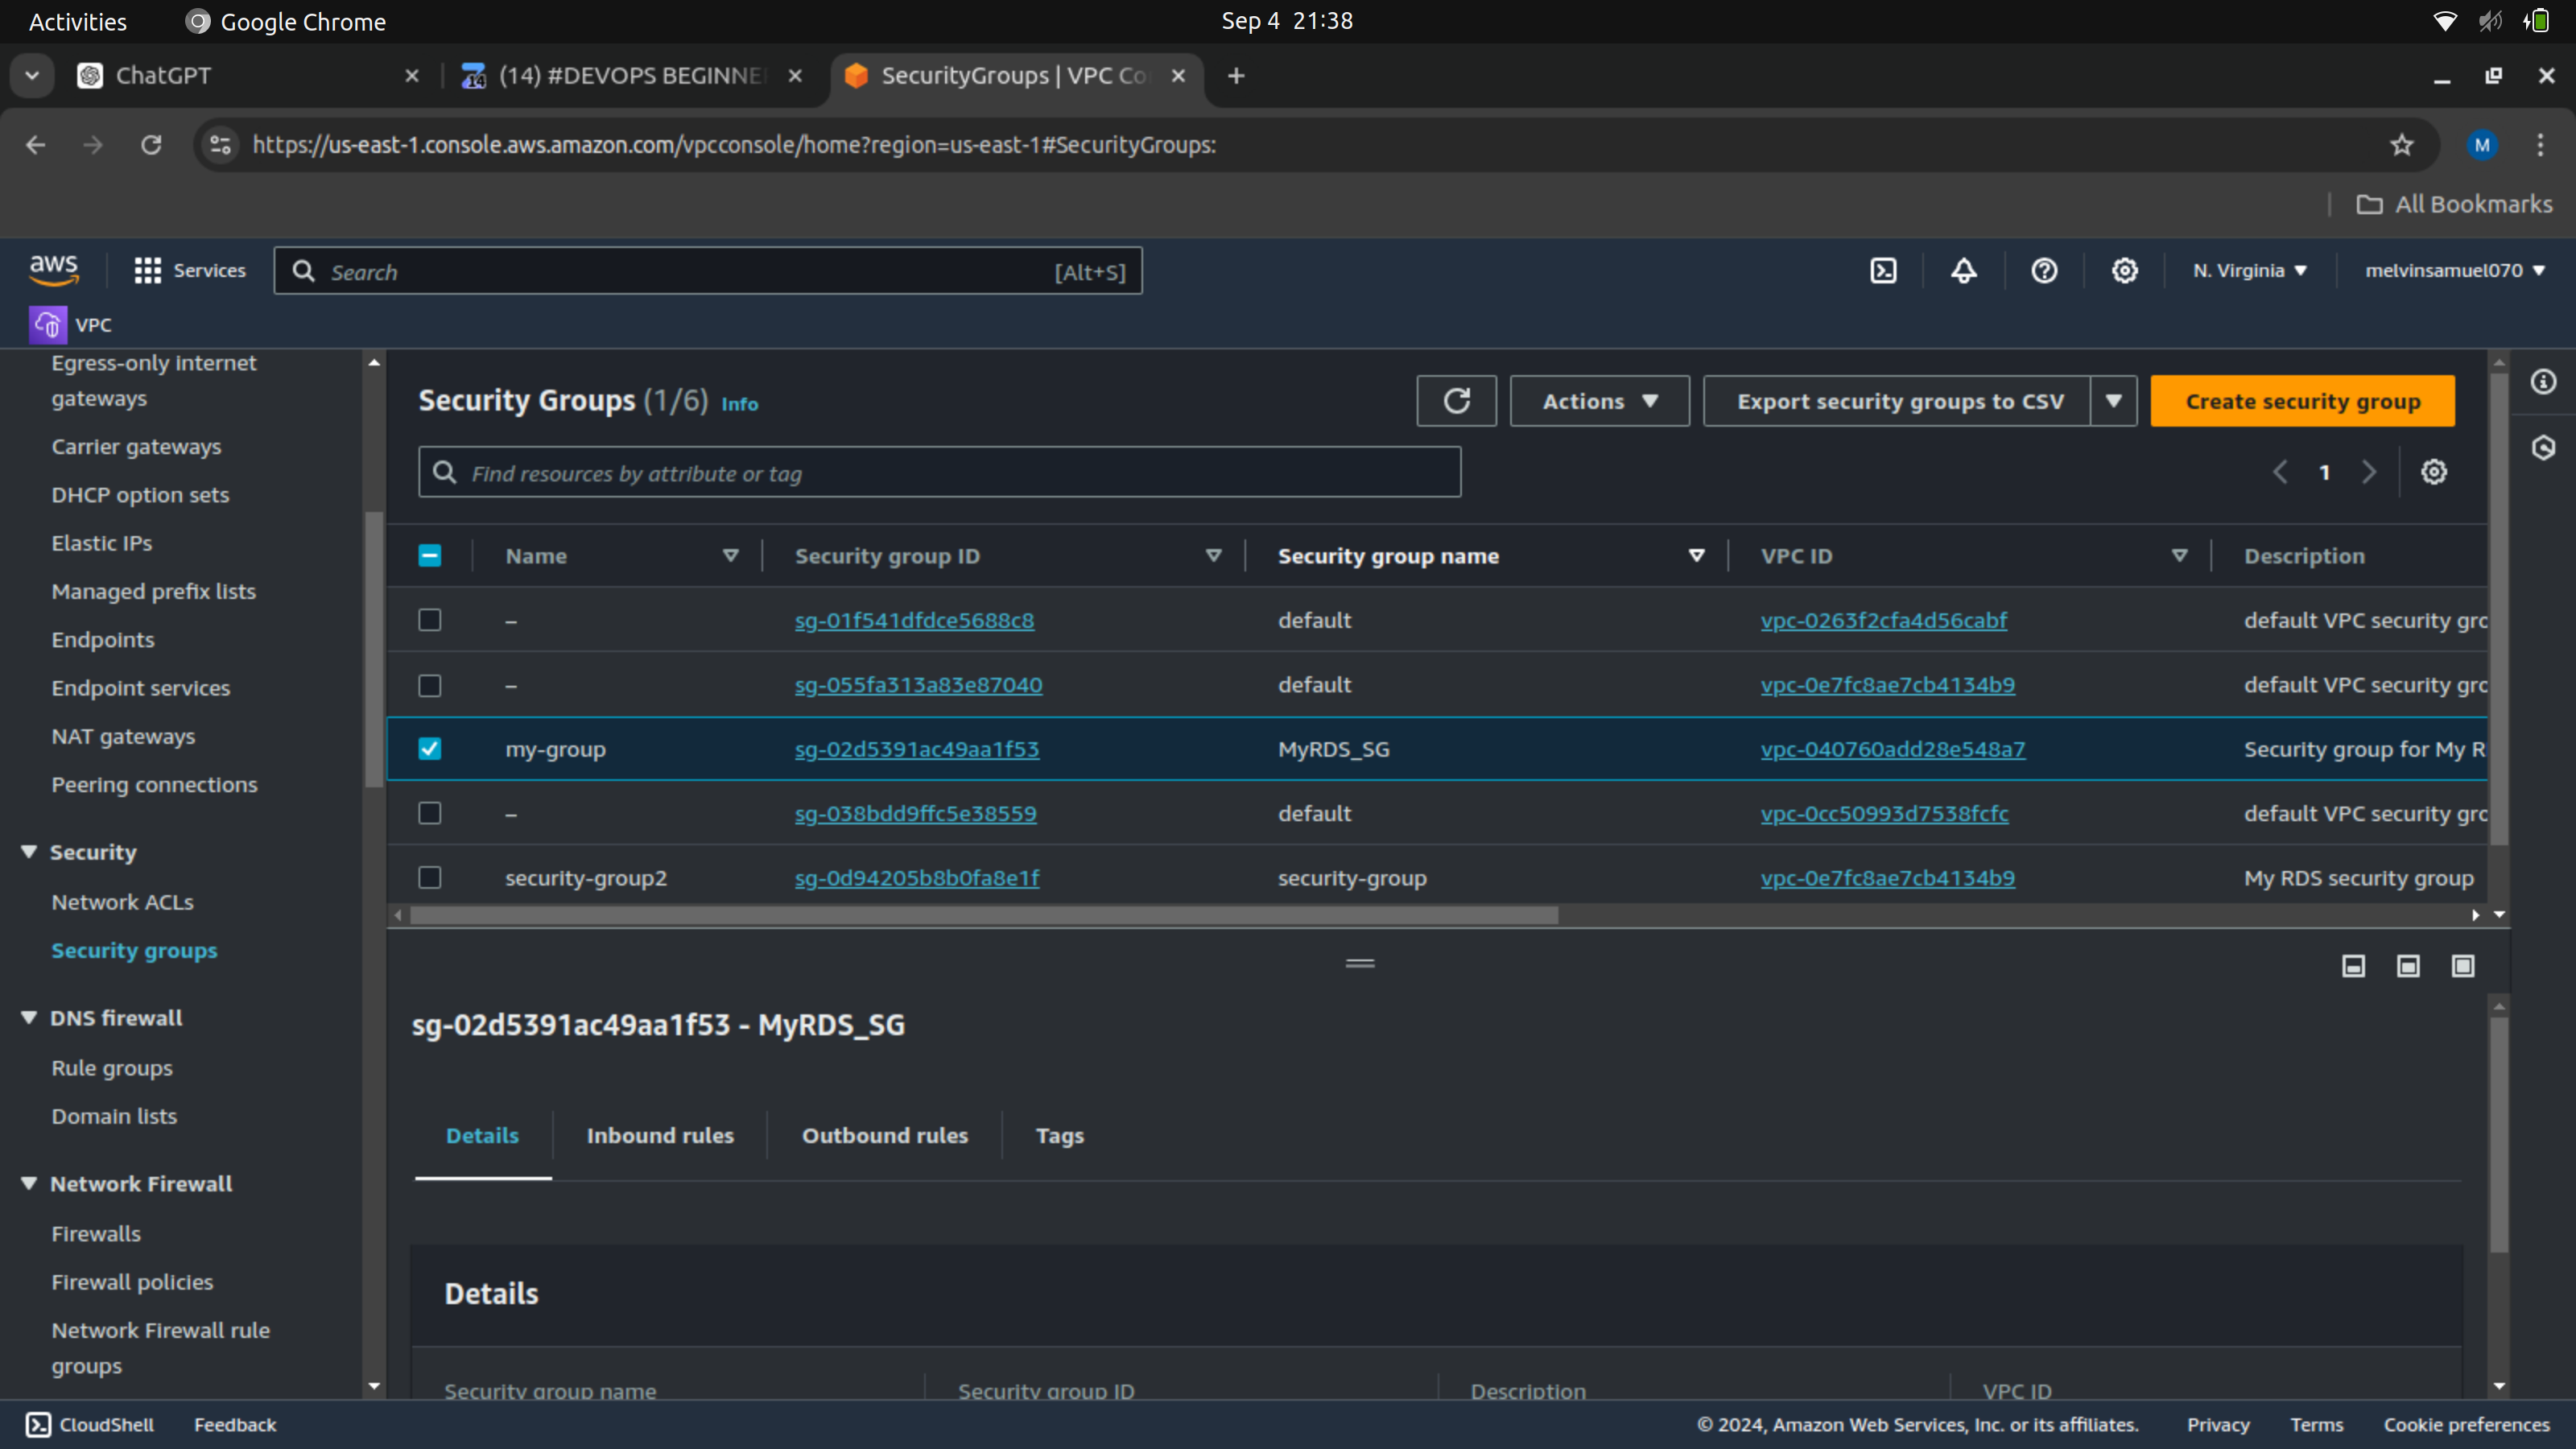 Activities
Google Chrome
Sep 4 21:38
ChatGPT
(14) #DEVOPS BEGINNE
SecurityGroups | VPC Co
https://us-east-1.console.aws.amazon.com/vpcconsole/home?region=us-east-1#SecurityGroups:
M
All Bookmarks
aws
Services
Search
[Alt+S]
N. Virginia
melvinsamuel070
VPC
Egress-only internet
gateways
Carrier gateways
DHCP option sets
Elastic IPs
Managed prefix lists
Endpoints
Endpoint services
NAT gateways
Peering connections
Security
Network ACLs
Security groups
DNS firewall
Rule groups
Domain lists
Network Firewall
Firewalls
Firewall policies
Network Firewall rule
groups
Security Groups (1/6) Info
Actions
Export security groups to CSV
Create security group
Find resources by attribute or tag
1
Name Security group ID Security group name VPC ID Description
– sg-01f541dfdce5688c8 default vpc-0263f2cfa4d56cabf default VPC security gro
– sg-055fa313a83e87040 default vpc-0e7fc8ae7cb4134b9 default VPC security gro
my-group sg-02d5391ac49aa1f53 MyRDS_SG vpc-040760add28e548a7 Security group for My R
– sg-038bdd9ffc5e38559 default vpc-0cc50993d7538fcfc default VPC security gro
security-group2 sg-0d94205b8b0fa8e1f security-group vpc-0e7fc8ae7cb4134b9 My RDS security group
sg-02d5391ac49aa1f53 - MyRDS_SG
Details
Inbound rules
Outbound rules
Tags
Details
Security group name Security group ID Description VPC ID
CloudShell
Feedback
© 2024, Amazon Web Services, Inc. or its affiliates.
Privacy
Terms
Cookie preferences